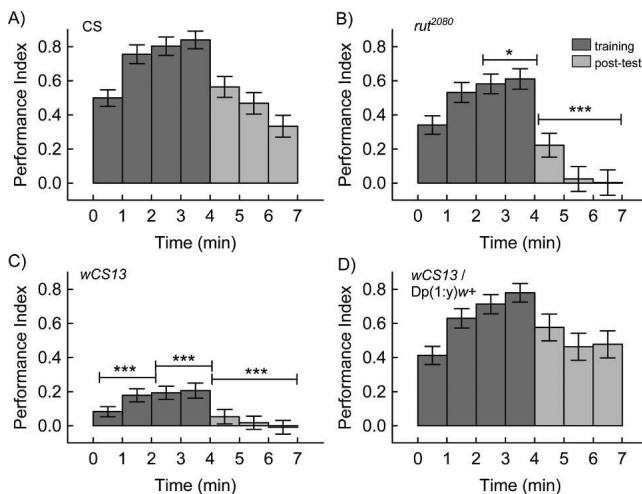 A) CS
Performance Index
0.8
0.6
0.4
0.2
0.0
0 1 2 3 4 5 6 7
Time (min)
B) rut²⁰⁸⁰
Performance Index
0.8
0.6
0.4
0.2
0.0
*
***
training
post-test
0 1 2 3 4 5 6 7
Time (min)
C) wCS13
Performance Index
0.8
0.6
0.4
0.2
0.0
*** *** ***
0 1 2 3 4 5 6 7
Time (min)
D) wCS13 /
Dp(1:y)w+
Performance Index
0.8
0.6
0.4
0.2
0.0
0 1 2 3 4 5 6 7
Time (min)